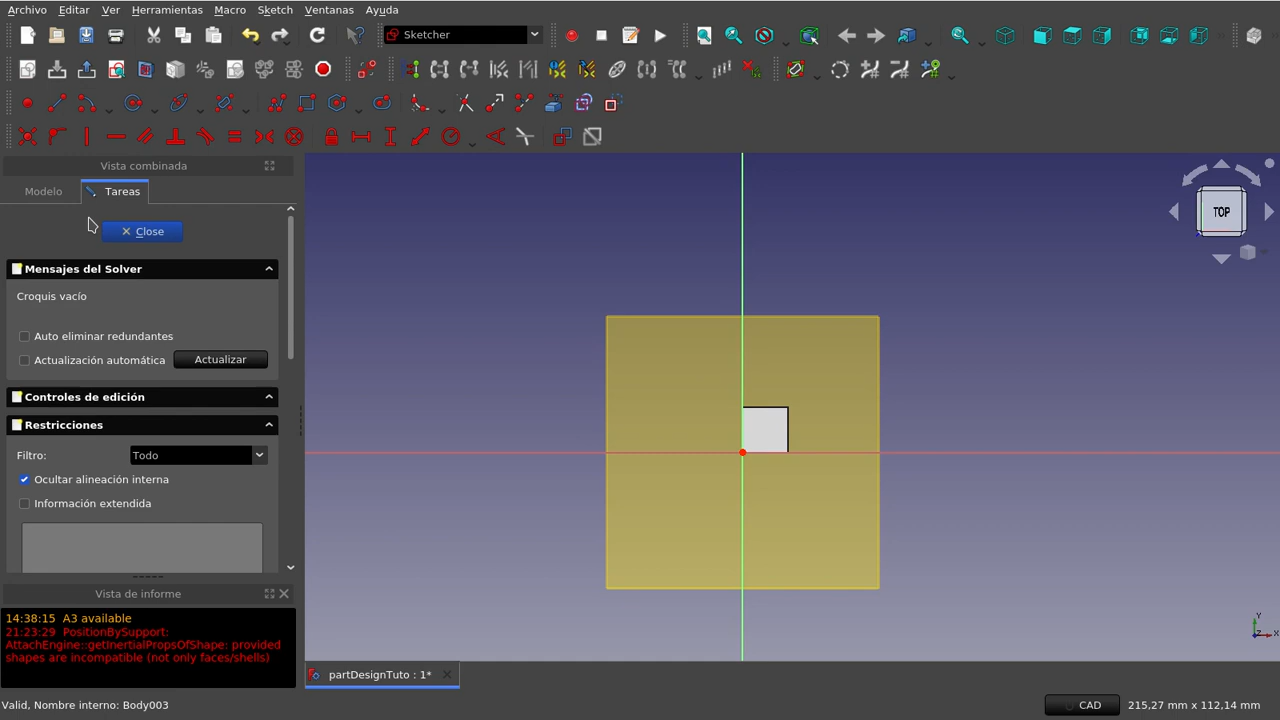 Archivo Editar Ver Herramientas Macro Sketch Ventanas Ayuda
Sketcher
Vista combinada
Modelo Tareas
Close
Mensajes del Solver
Croquis vacío
Auto eliminar redundantes
Actualización automática Actualizar
Controles de edición
Restricciones
Filtro: Todo
Ocultar alineación interna
Información extendida
Vista de informe
14:38:15 A3 available
21:23:29 PositionBySupport:
AttachEngine::getInertialPropsOfShape: provided
shapes are incompatible (not only faces/shells)
TOP
Y
Z X
partDesignTuto : 1*
Valid, Nombre interno: Body003
CAD 215,27 mm x 112,14 mm